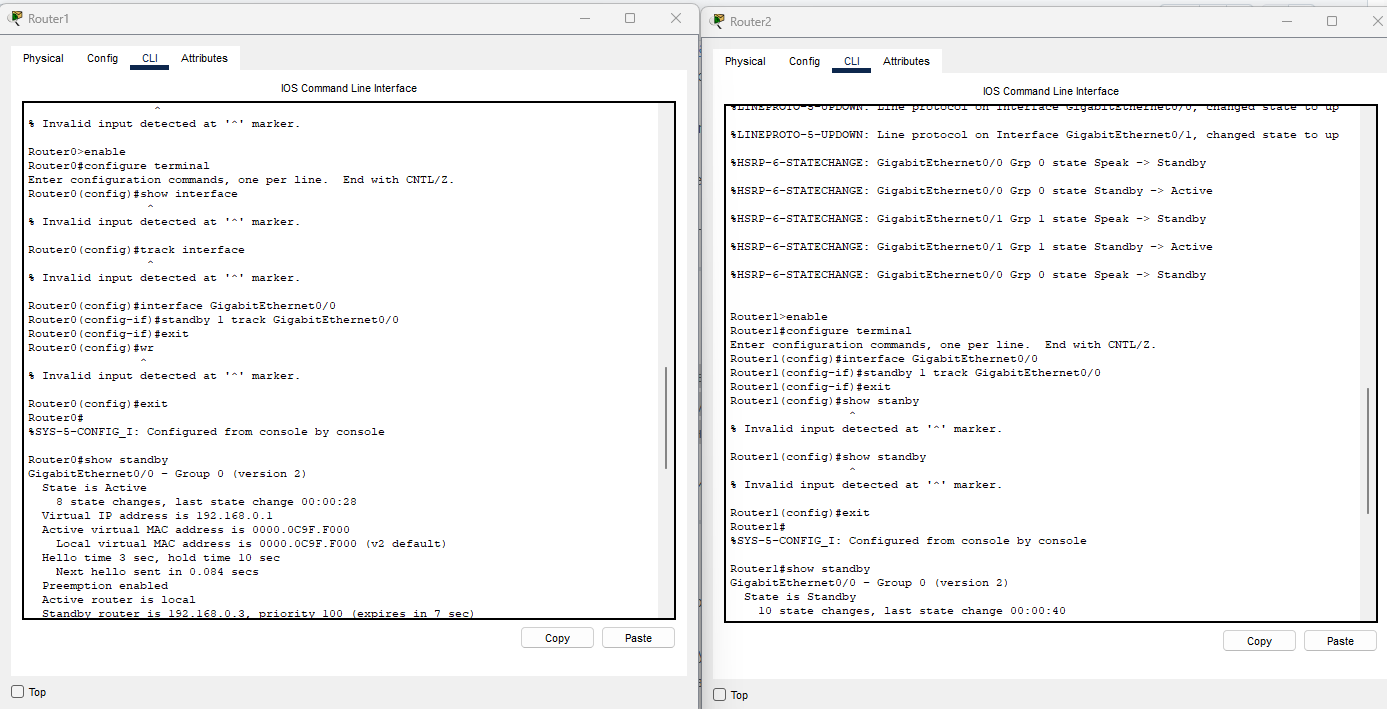 Router1
Physical Config CLI Attributes
IOS Command Line Interface
^
% Invalid input detected at '^' marker.
Router0>enable
Router0#configure terminal
Enter configuration commands, one per line.  End with CNTL/Z.
Router0(config)#show interface
^
% Invalid input detected at '^' marker.
Router0(config)#track interface
^
% Invalid input detected at '^' marker.
Router0(config)#interface GigabitEthernet0/0
Router0(config-if)#standby 1 track GigabitEthernet0/0
Router0(config-if)#exit
Router0(config)#wr
^
% Invalid input detected at '^' marker.
Router0(config)#exit
Router0#
%SYS-5-CONFIG_I: Configured from console by console
Router0#show standby
GigabitEthernet0/0 - Group 0 (version 2)
State is Active
8 state changes, last state change 00:00:28
Virtual IP address is 192.168.0.1
Active virtual MAC address is 0000.0C9F.F000
Local virtual MAC address is 0000.0C9F.F000 (v2 default)
Hello time 3 sec, hold time 10 sec
Next hello sent in 0.084 secs
Preemption enabled
Active router is local
Standby router is 192.168.0.3, priority 100 (expires in 7 sec)
Copy Paste
Top
Router2
Physical Config CLI Attributes
IOS Command Line Interface
%LINEPROTO-5-UPDOWN: Line protocol on Interface GigabitEthernet0/0, changed state to up
%LINEPROTO-5-UPDOWN: Line protocol on Interface GigabitEthernet0/1, changed state to up
%HSRP-6-STATECHANGE: GigabitEthernet0/0 Grp 0 state Speak -> Standby
%HSRP-6-STATECHANGE: GigabitEthernet0/0 Grp 0 state Standby -> Active
%HSRP-6-STATECHANGE: GigabitEthernet0/1 Grp 1 state Speak -> Standby
%HSRP-6-STATECHANGE: GigabitEthernet0/1 Grp 1 state Standby -> Active
%HSRP-6-STATECHANGE: GigabitEthernet0/0 Grp 0 state Speak -> Standby
Router1>enable
Router1#configure terminal
Enter configuration commands, one per line.  End with CNTL/Z.
Router1(config)#interface GigabitEthernet0/0
Router1(config-if)#standby 1 track GigabitEthernet0/0
Router1(config-if)#exit
Router1(config)#show stanby
^
% Invalid input detected at '^' marker.
Router1(config)#show standby
^
% Invalid input detected at '^' marker.
Router1(config)#exit
Router1#
%SYS-5-CONFIG_I: Configured from console by console
Router1#show standby
GigabitEthernet0/0 - Group 0 (version 2)
State is Standby
10 state changes, last state change 00:00:40
Copy Paste
Top